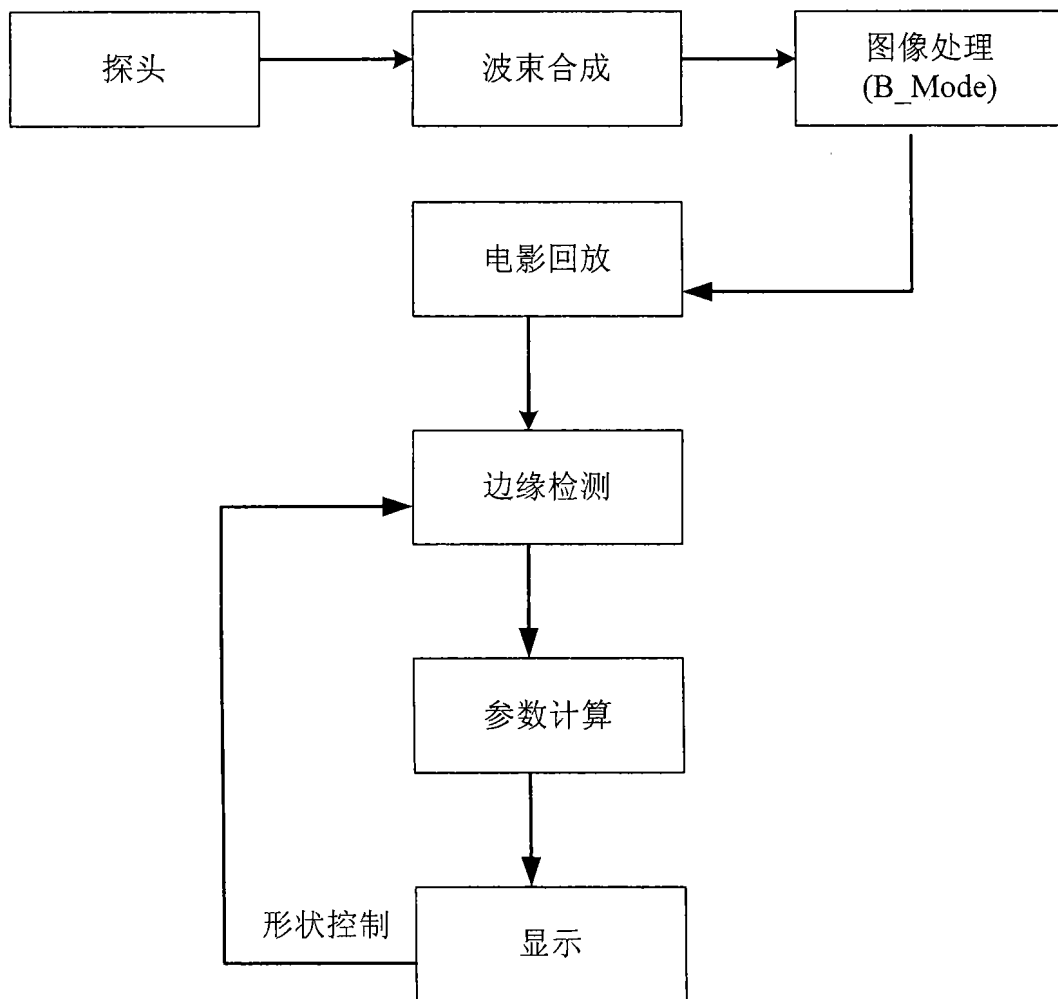 探头
波束合成
图像处理
(B_Mode)
电影回放
边缘检测
参数计算
形状控制
显示